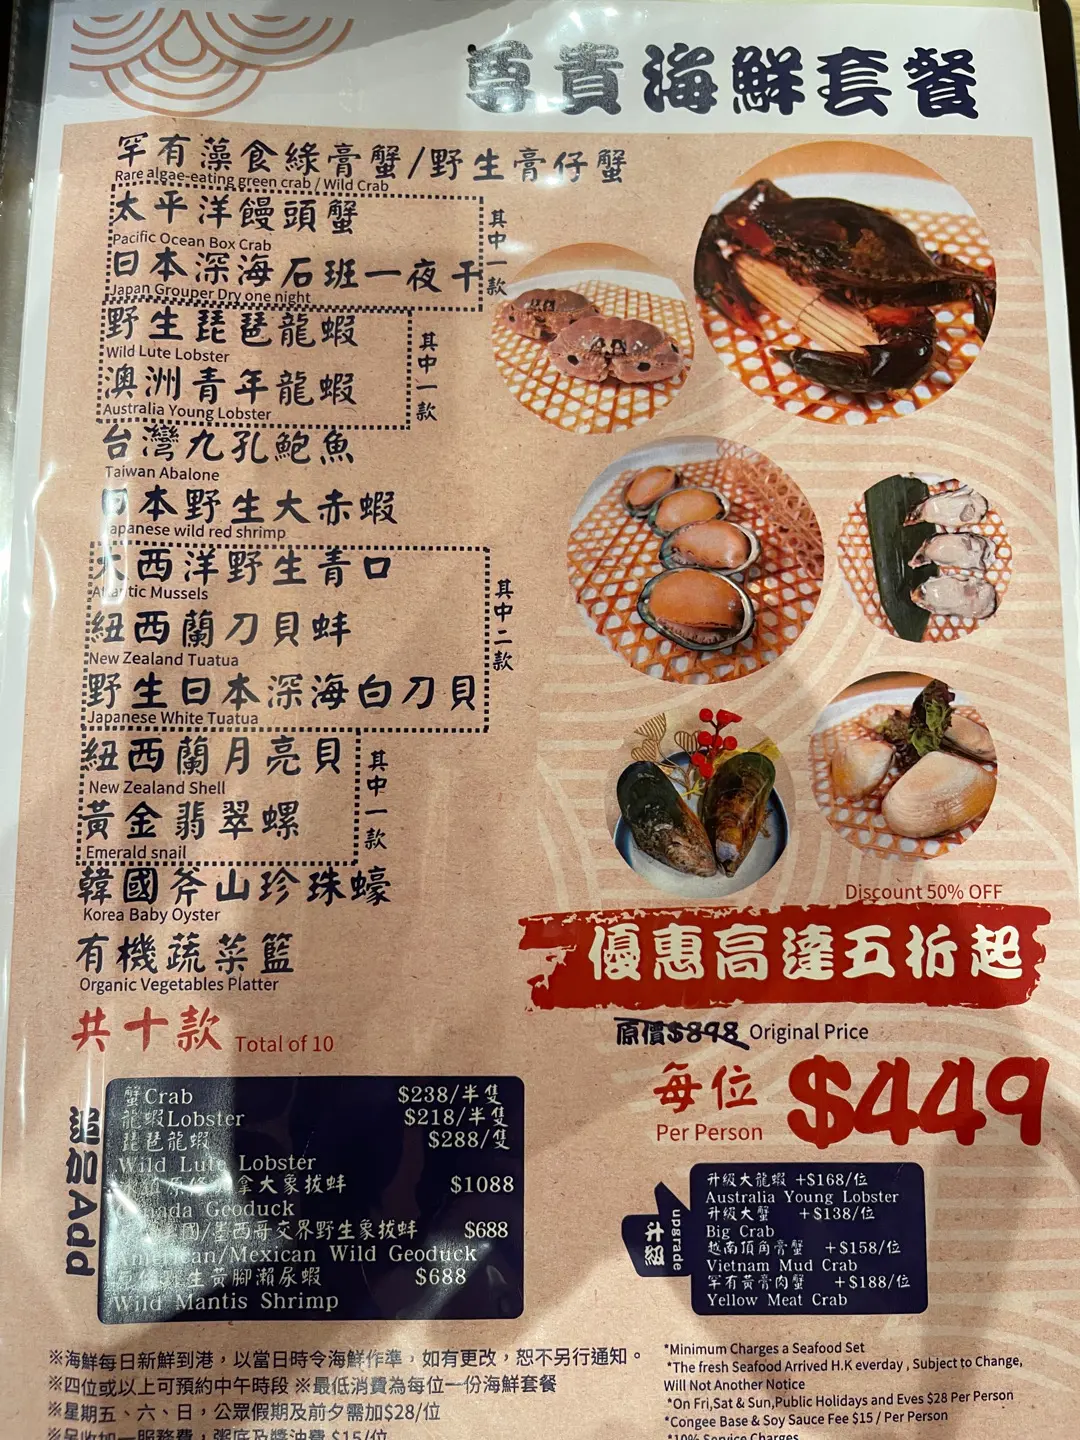 尊貴海鮮套餐
罕有藻食綠膏蟹/野生膏仔蟹
Rare algae-eating green crab / Wild Crab
太平洋饅頭蟹
Pacific Ocean Box Crab
日本深海石班一夜干
Japan Grouper Dry one night
其中一款
野生琵琶龍蝦
Wild Lute Lobster
澳洲青年龍蝦
Australia Young Lobster
其中一款
台灣九孔鮑魚
Taiwan Abalone
日本野生大赤蝦
Japanese wild red shrimp
大西洋野生青口
Atlantic Mussels
紐西蘭刀貝蚌
New Zealand Tuatua
野生日本深海白刀貝
Japanese White Tuatua
其中二款
紐西蘭月亮貝
New Zealand Shell
黃金翡翠螺
Emerald snail
其中一款
韓國斧山珍珠蠔
Korea Baby Oyster
有機蔬菜籃
Organic Vegetables Platter
共十款 Total of 10
Discount 50% OFF
優惠高達五折起
原價$898 Original Price
每位 $449
Per Person
追加Add
蟹Crab $238/半隻
龍蝦Lobster $218/半隻
琵琶龍蝦 $288/隻
Wild Lute Lobster
拿大象拔蚌 $1088
Canada Geoduck
國/墨西哥交界野生象拔蚌 $688
American/Mexican Wild Geoduck
生黃腳瀨尿蝦 $688
Wild Mantis Shrimp
升級 upgrade
升級大龍蝦 +$168/位
Australia Young Lobster
升級大蟹 +$138/位
Big Crab
越南頂角膏蟹 +$158/位
Vietnam Mud Crab
罕有黃膏肉蟹 +$188/位
Yellow Meat Crab
※海鮮每日新鮮到港，以當日時令海鮮作準，如有更改，恕不另行通知。
※四位或以上可預約中午時段 ※最低消費為每位一份海鮮套餐
※星期五、六、日，公眾假期及前夕需加$28/位
※另收加一服務費，粥底及醬油費 $15/位
*Minimum Charges a Seafood Set
*The fresh Seafood Arrived H.K everday , Subject to Change,
Will Not Another Notice
*On Fri,Sat & Sun,Public Holidays and Eves $28 Per Person
*Congee Base & Soy Sauce Fee $15 / Per Person
*10% Service Charges